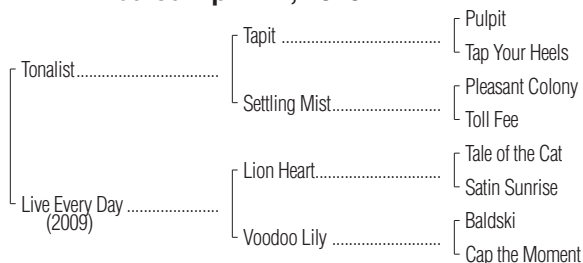 Pulpit
Tapit
Tap Your Heels
Tonalist
Pleasant Colony
Settling Mist
Toll Fee
Tale of the Cat
Lion Heart
Satin Sunrise
Live Every Day
(2009)
Baldski
Voodoo Lily
Cap the Moment